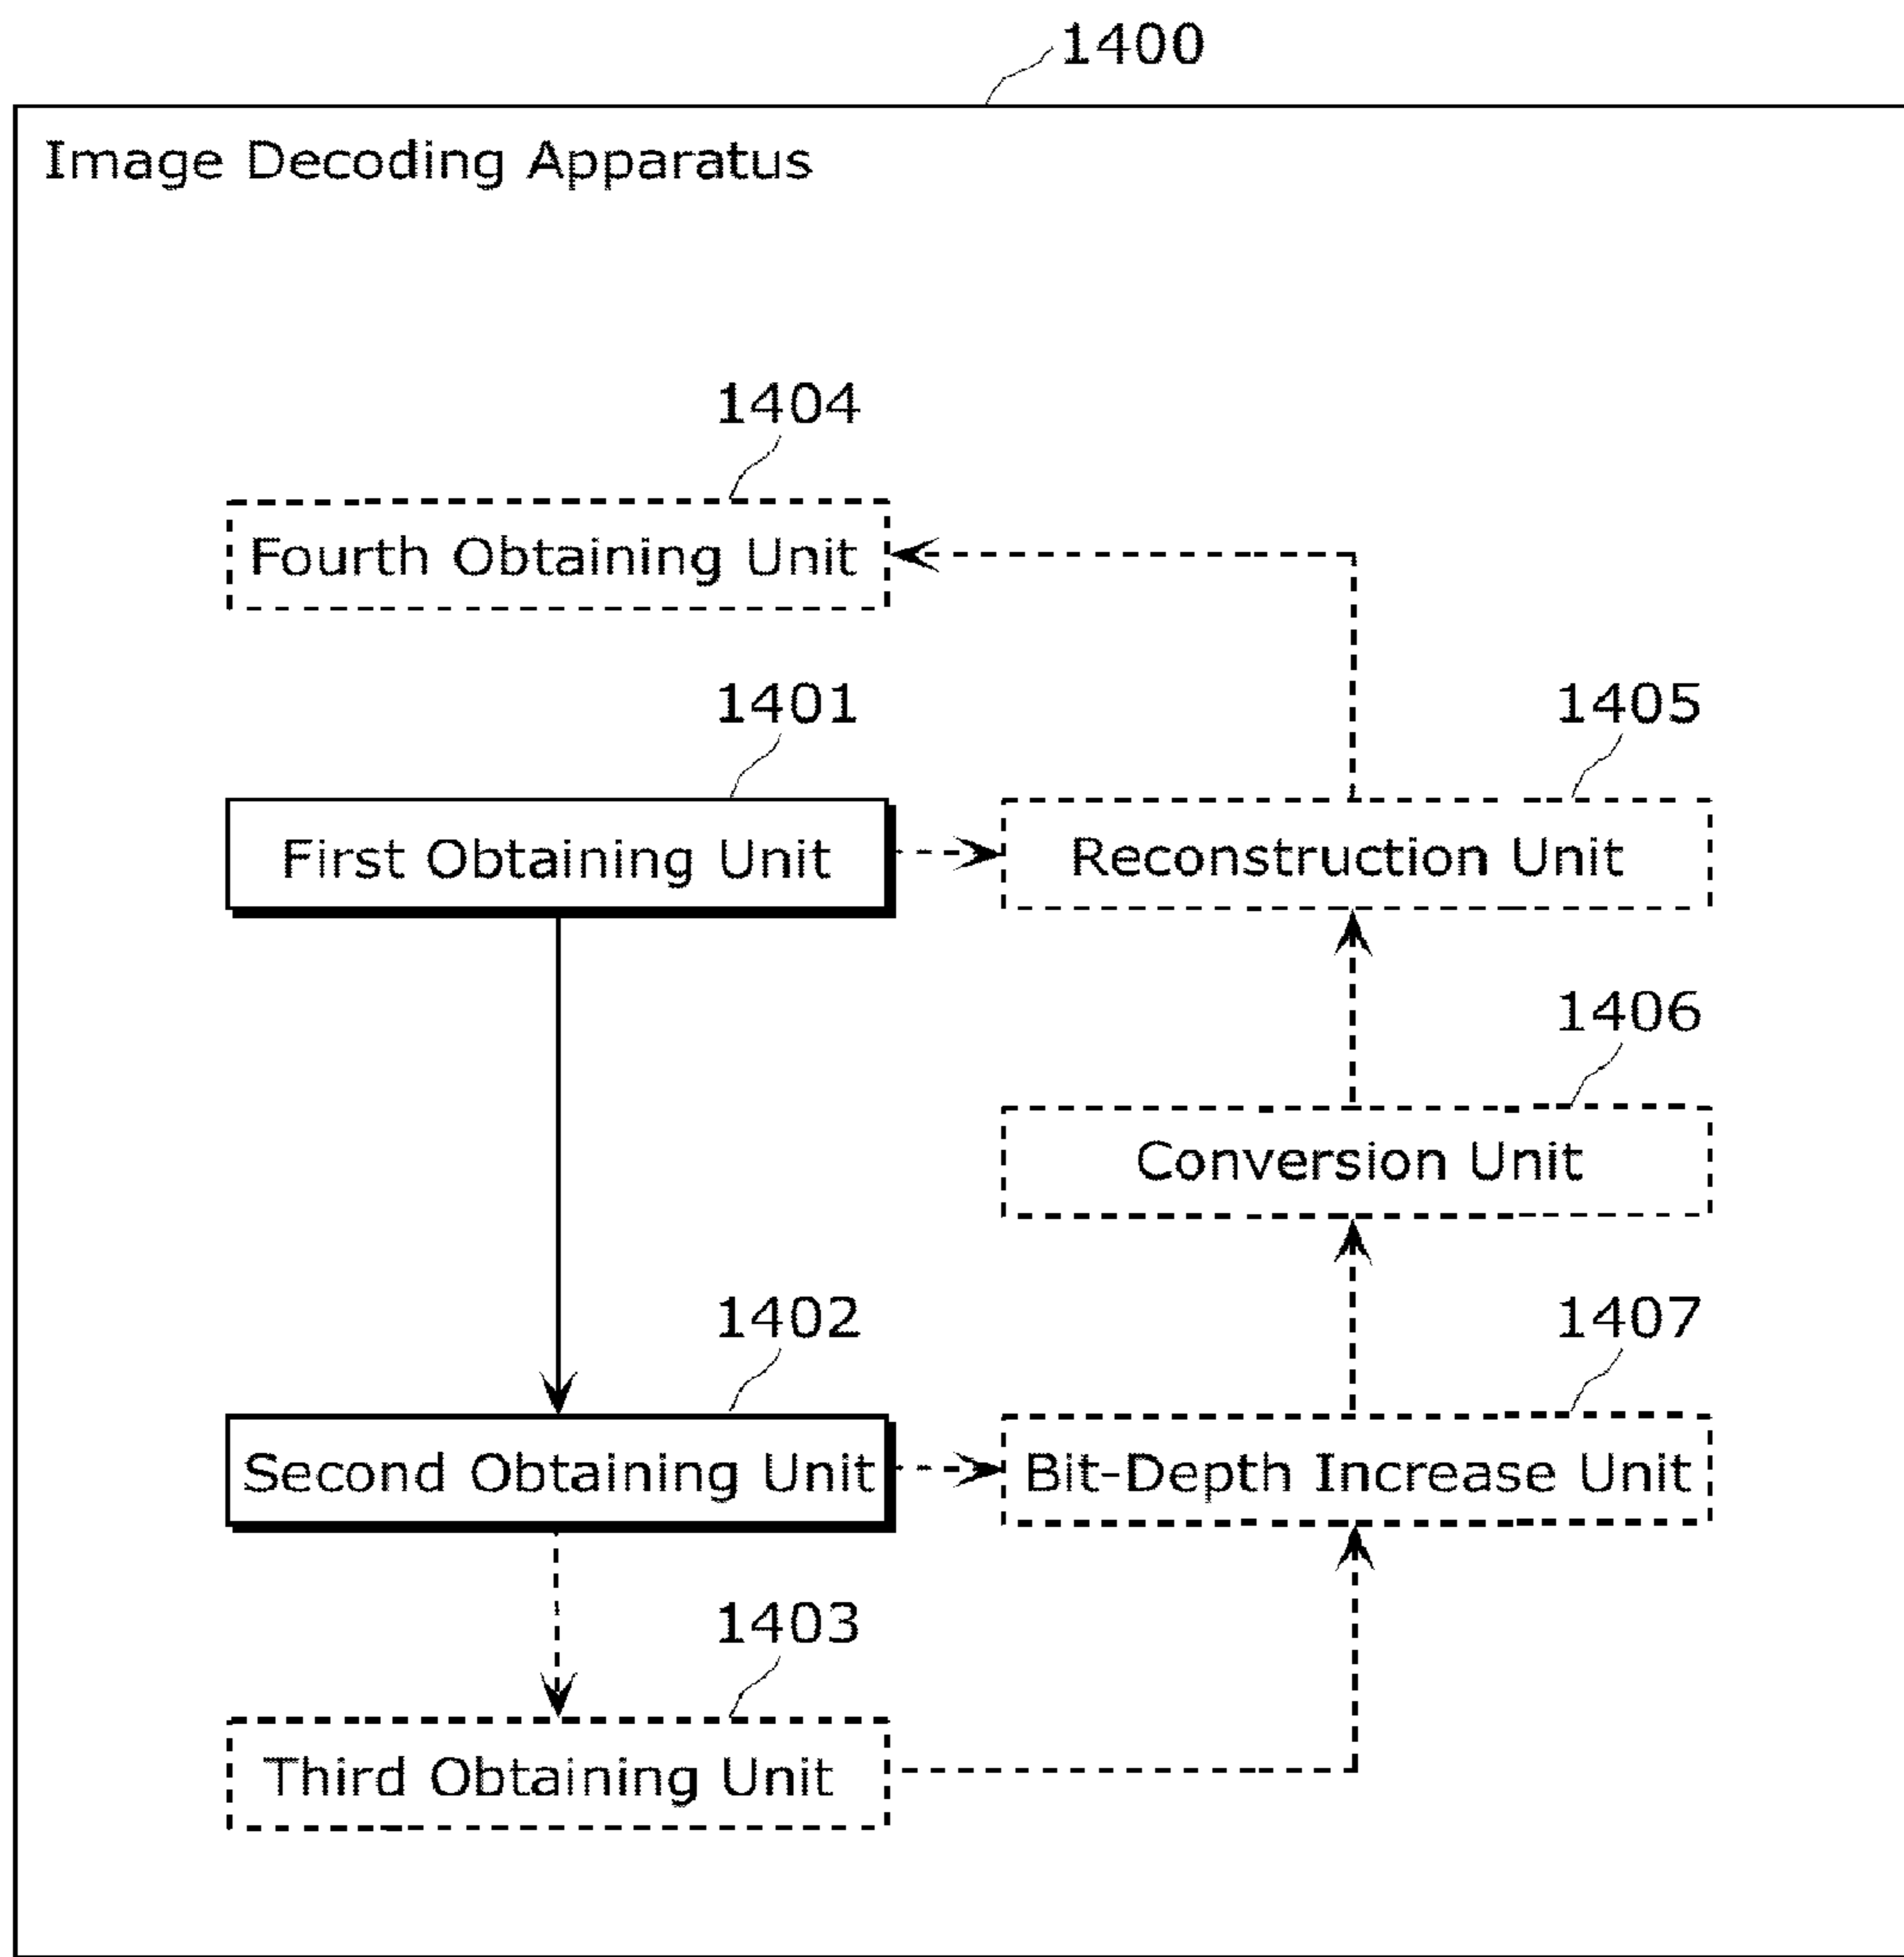 1400
Image Decoding Apparatus
1404
Fourth Obtaining Unit
1401
1405
First Obtaining Unit
Reconstruction Unit
1406
Conversion Unit
1402
1407
Second Obtaining Unit
Bit-Depth Increase Unit
1403
Third Obtaining Unit